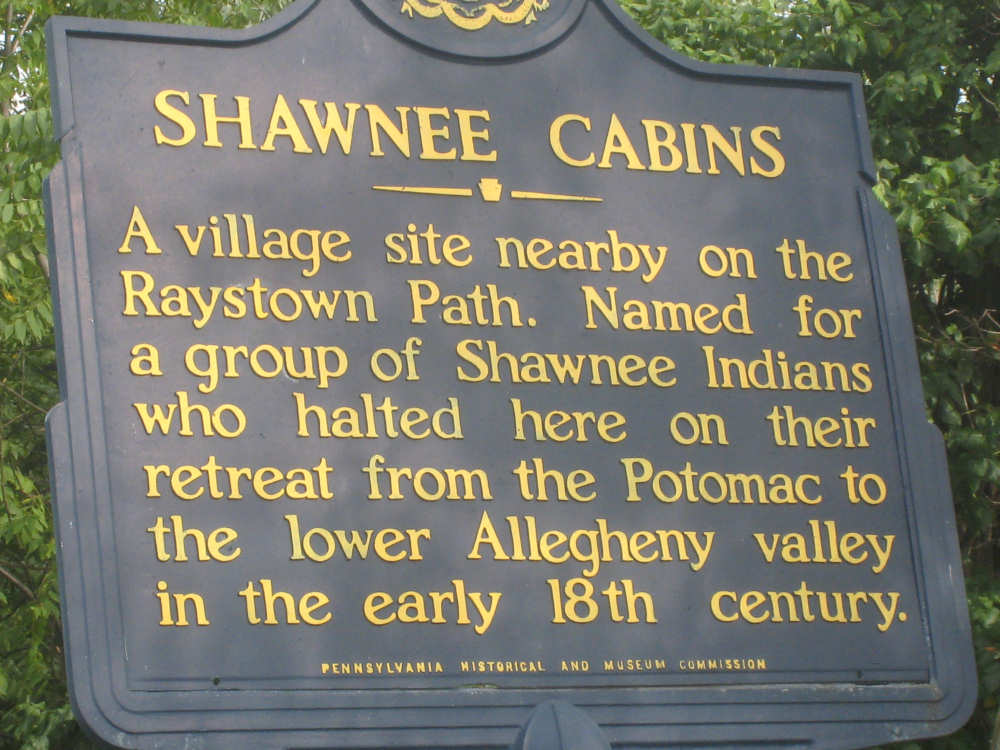 SHAWNEE CABINS
A village site nearby on the
Raystown Path. Named for
a group of Shawnee Indians
who halted here on their
retreat from the Potomac to
the lower Allegheny valley
in the early 18th century.
PENNSYLVANIA HISTORICAL AND MUSEUM COMMISSION